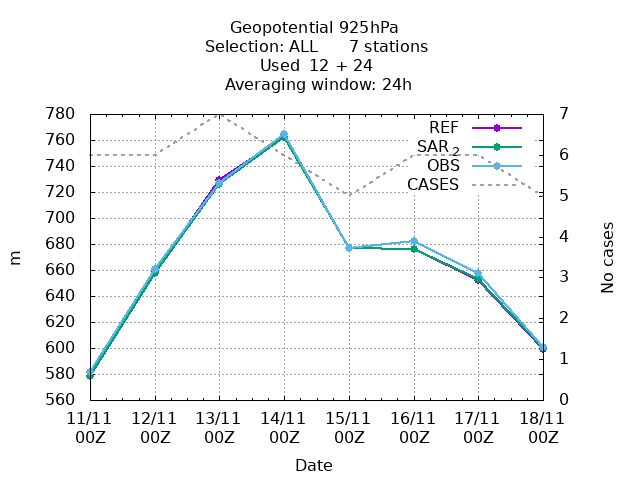 Geopotential 925hPa
Selection: ALL      7 stations
Used  12 + 24
Averaging window: 24h
780
760
740
720
700
680
660
640
620
600
580
560
m
7
6
5
4
3
2
1
0
No cases
REF
SAR 2
OBS
CASES
11/11 12/11 13/11 14/11 15/11 16/11 17/11 18/11
00Z 00Z 00Z 00Z 00Z 00Z 00Z 00Z
Date